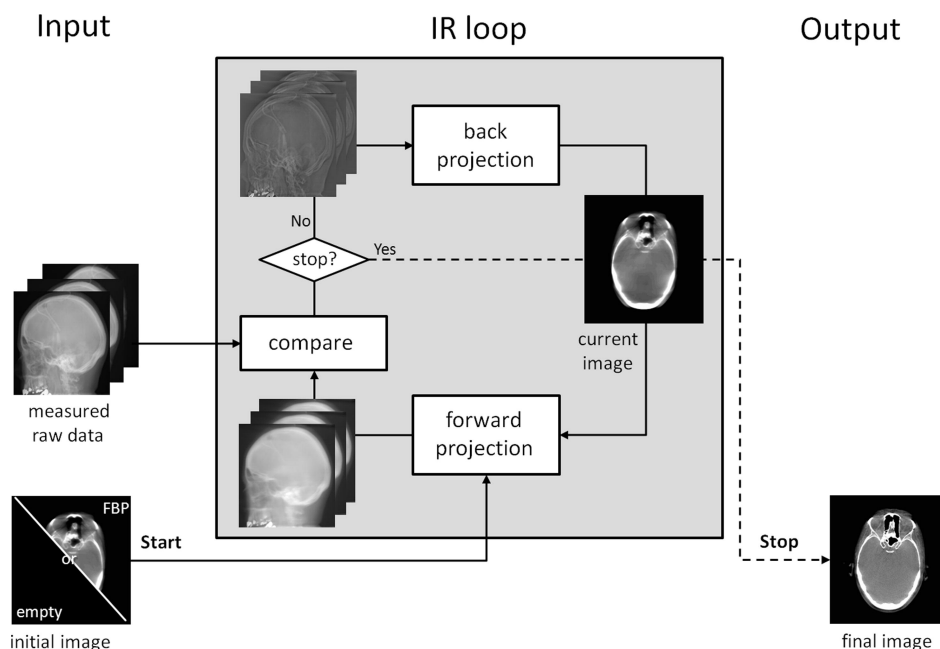 Input
IR loop
Output
back
projection
No
stop?
Yes
compare
current
image
measured
raw data
forward
projection
FBP
or
empty
Start
Stop
initial image
final image